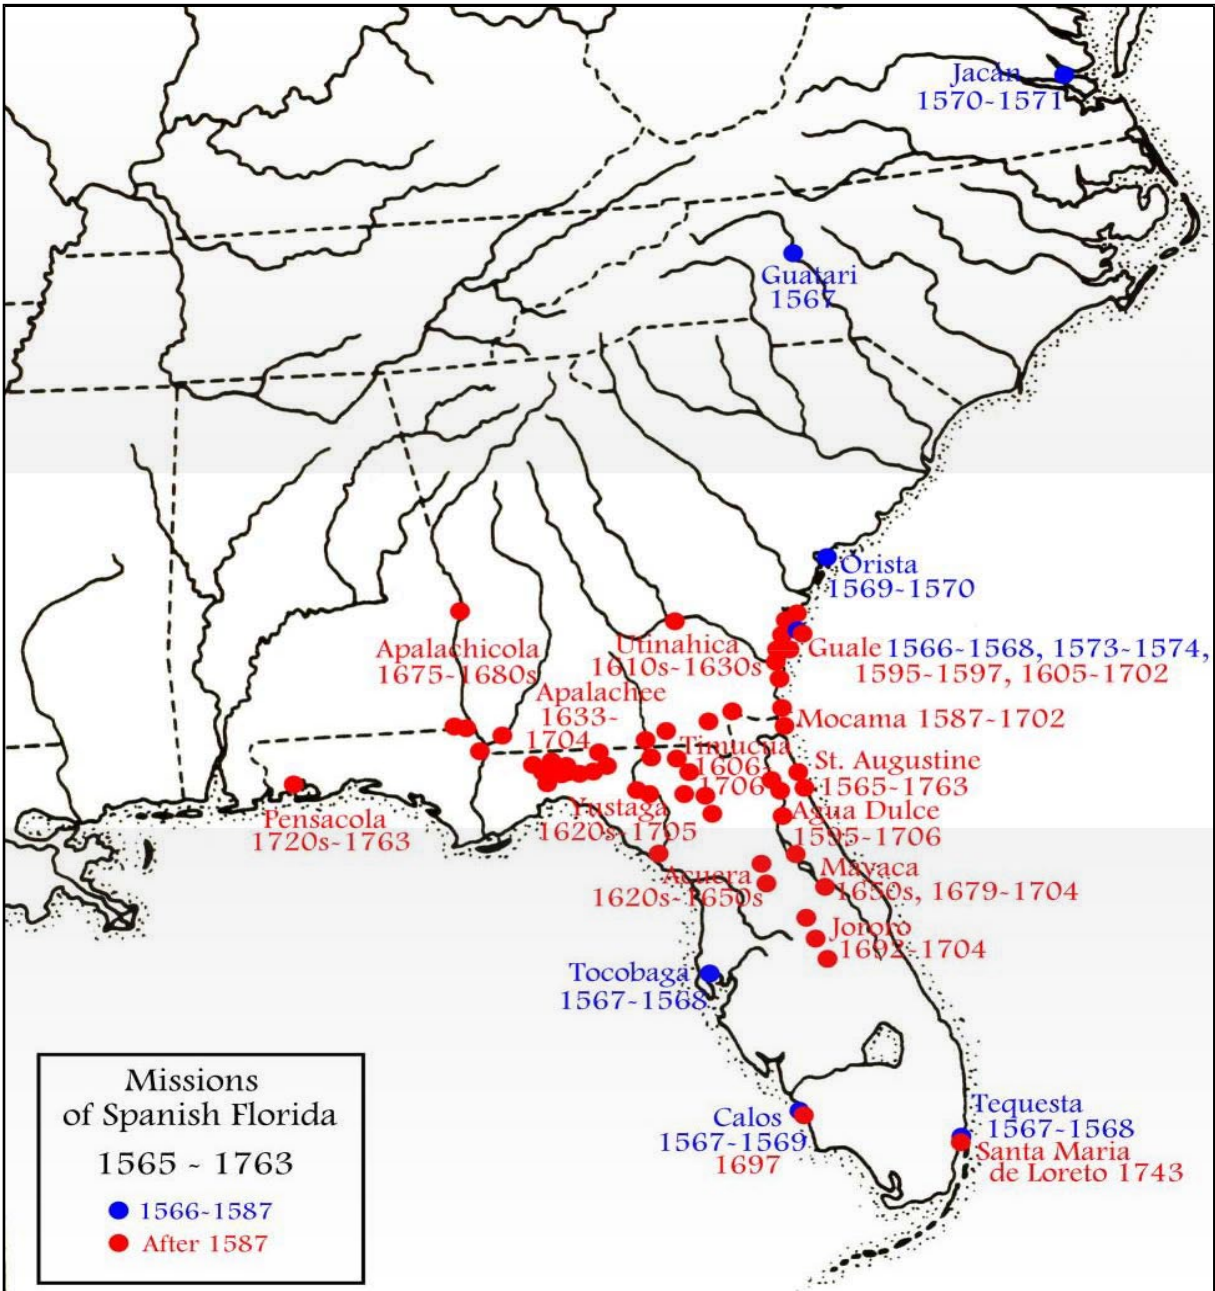 Jacán
1570-1571
Guatari
1567
Orista
1569-1570
Apalachicola
1675-1680s
Utinahica
1610s-1630s
Guale 1566-1568, 1573-1574,
1595-1597, 1605-1702
Apalachee
1633-
1704
Mocama 1587-1702
Timucua
1606-
1706
St. Augustine
1565-1763
Pensacola
1720s-1763
Yustaga
1620s-1705
Agua Dulce
1595-1706
Acuera
1620s-1650s
Mayaca
1650s, 1679-1704
Jororo
1692-1704
Tocobaga
1567-1568
Calos
1567-1569
1697
Tequesta
1567-1568
Santa Maria
de Loreto 1743
Missions
of Spanish Florida
1565 - 1763
1566-1587
After 1587